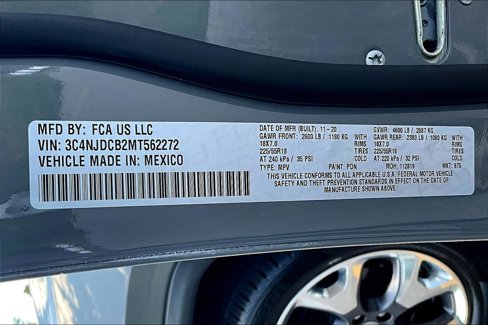 MFD BY: FCA US LLC
VIN: 3C4NJDCB2MT562272
VEHICLE MADE IN: MEXICO
DATE OF MFR (BUILT): 11-20 GVWR: 4600 LB / 2087 KG
GAWR FRONT: 2600 LB / 1180 KG WITH GAWR REAR: 2380 LB / 1080 KG WITH
18X7.0 RIMS 18X7.0 RIMS
225/55R18 TIRES 225/55R18 TIRES
AT 240 kPa / 35 PSI COLD AT 220 kPa / 32 PSI COLD
TYPE: MPV PAINT: PDN MDH: 112819 NKT: 875
THIS VEHICLE CONFORMS TO ALL APPLICABLE U.S.A. FEDERAL MOTOR VEHICLE
SAFETY AND THEFT PREVENTION STANDARDS IN EFFECT ON THE DATE OF MANUFACTURE SHOWN ABOVE.